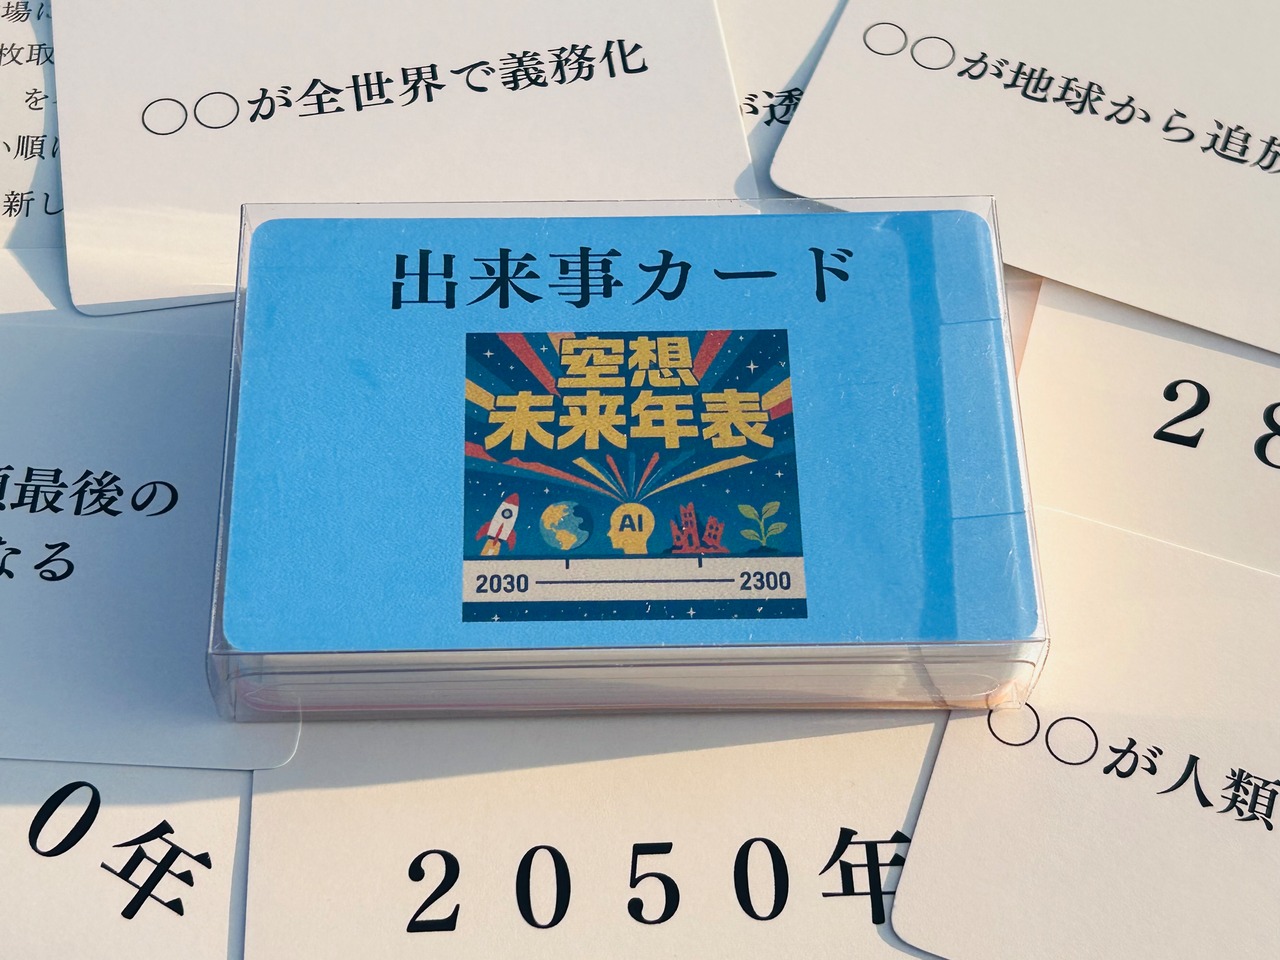 場に
枚取
を
い順に
新し
○○が全世界で義務化
が透
○○が地球から追放
出来事カード
空想
未来年表
AI
2030
2300
28
最後の
なる
○○が人類
0年
2050年